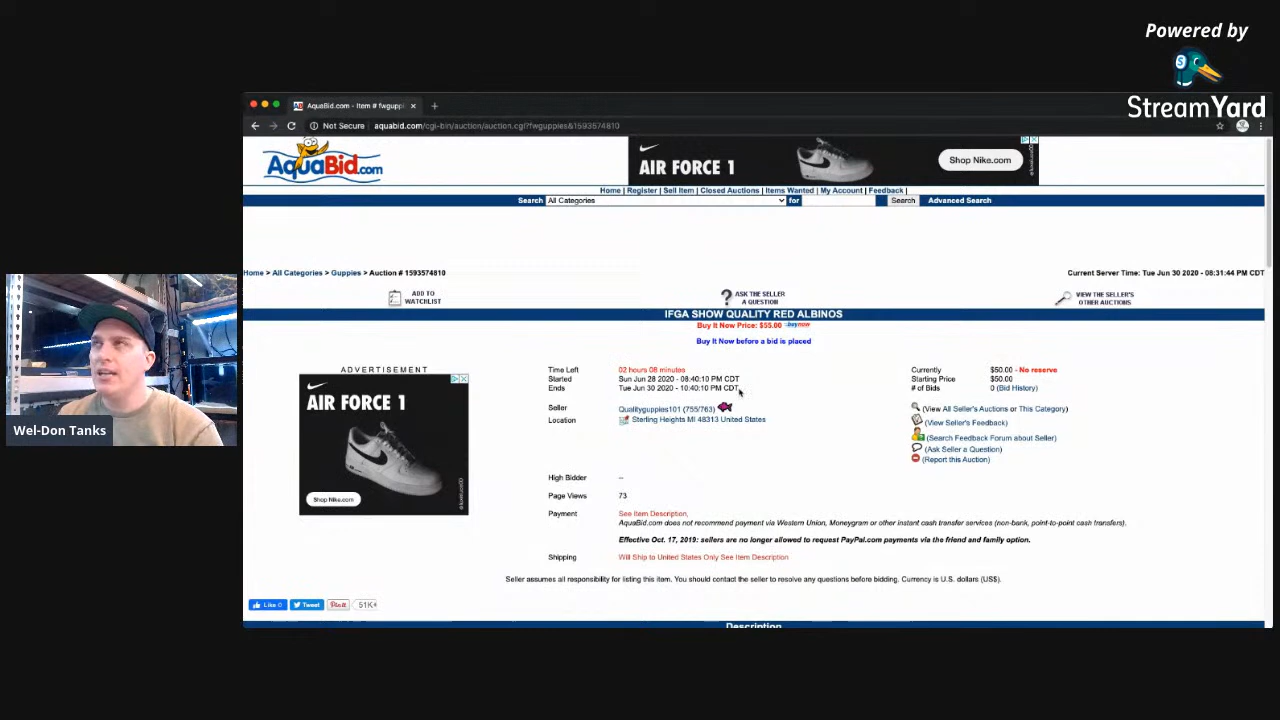 Powered by
StreamYard
AquaBid.com - Item # fwguppi
Not Secure aquabid.com/cgi-bin/auction/auction.cgi?fwguppies&1593574810
AquaBid.com
AIR FORCE 1
Shop Nike.com
Home | Register | Sell Item | Closed Auctions | Items Wanted | My Account | Feedback |
Search All Categories for Search Advanced Search
Home > All Categories > Guppies > Auction # 1593574810
Current Server Time: Tue Jun 30 2020 - 08:31:44 PM CDT
ADD TO
WATCHLIST
ASK THE SELLER
A QUESTION
VIEW THE SELLER'S
OTHER AUCTIONS
IFGA SHOW QUALITY RED ALBINOS
Buy It Now Price: $55.00 buynow
Buy It Now before a bid is placed
ADVERTISEMENT
AIR FORCE 1
Shop Nike.com
Time Left 02 hours 08 minutes
Started Sun Jun 28 2020 - 08:40:10 PM CDT
Ends Tue Jun 30 2020 - 10:40:10 PM CDT
Seller Qualityguppies101 (755/763)
Location Sterling Heights MI 48313 United States
Currently $50.00 - No reserve
Starting Price $50.00
# of Bids 0 (Bid History)
(View All Seller's Auctions or This Category)
(View Seller's Feedback)
(Search Feedback Forum about Seller)
(Ask Seller a Question)
(Report this Auction)
High Bidder --
Page Views 73
Payment See Item Description,
AquaBid.com does not recommend payment via Western Union, Moneygram or other instant cash transfer services (non-bank, point-to-point cash transfers).
Effective Oct. 17, 2019: sellers are no longer allowed to request PayPal.com payments via the friend and family option.
Shipping Will Ship to United States Only See Item Description
Seller assumes all responsibility for listing this item. You should contact the seller to resolve any questions before bidding. Currency is U.S. dollars (US$).
Like 0 Tweet Pin it 51K+
Description
Wel-Don Tanks